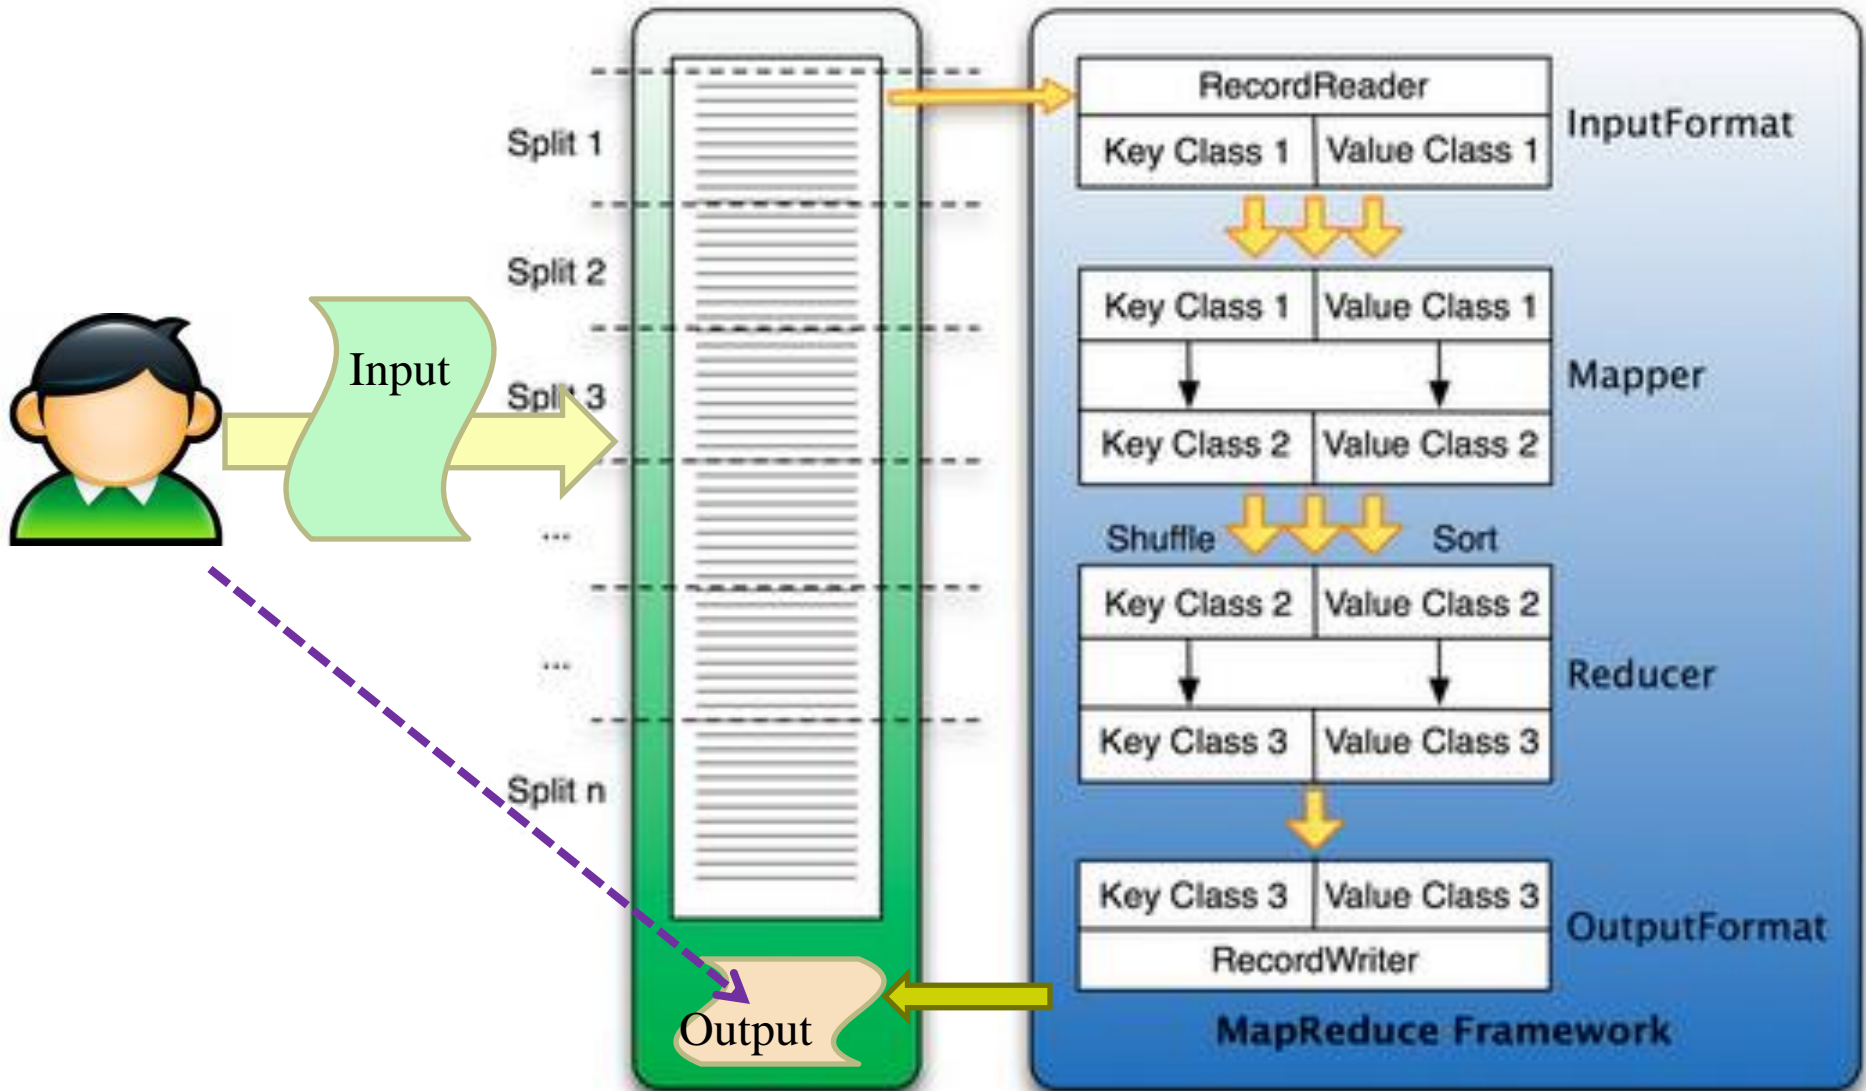 Input
Split 1
Split 2
Split 3
...
...
Split n
Output
RecordReader
Key Class 1 Value Class 1
InputFormat
Key Class 1 Value Class 1
Mapper
Key Class 2 Value Class 2
Shuffle Sort
Key Class 2 Value Class 2
Reducer
Key Class 3 Value Class 3
Key Class 3 Value Class 3
OutputFormat
RecordWriter
MapReduce Framework